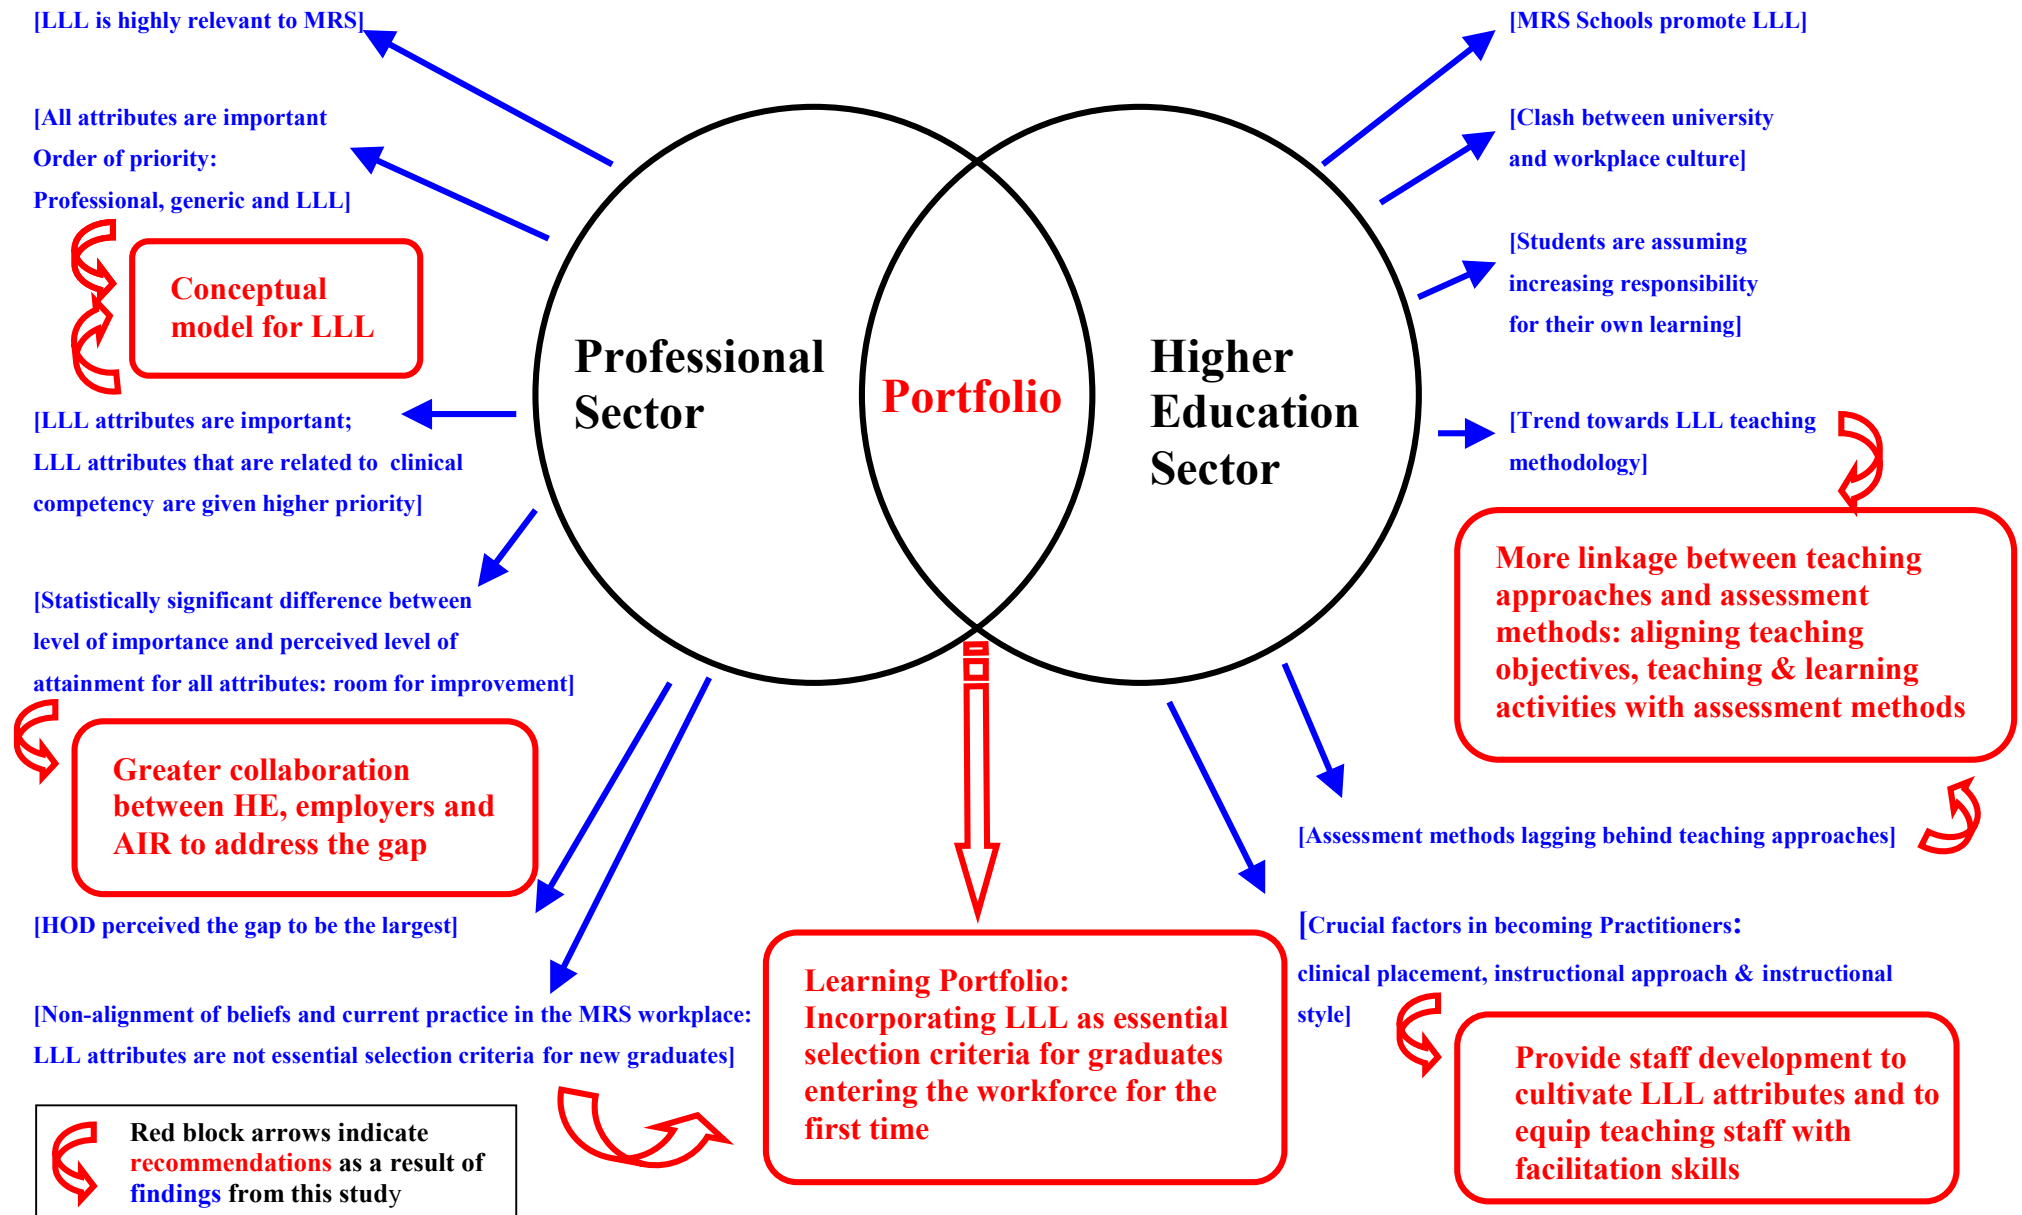 [LLL is highly relevant to MRS]
[All attributes are important
Order of priority:
Professional, generic and LLL]
Conceptual
model for LLL
[LLL attributes are important;
LLL attributes that are related to clinical
competency are given higher priority]
[Statistically significant difference between
level of importance and perceived level of
attainment for all attributes: room for improvement]
Greater collaboration
between HE, employers and
AIR to address the gap
[HOD perceived the gap to be the largest]
[Non-alignment of beliefs and current practice in the MRS workplace:
LLL attributes are not essential selection criteria for new graduates]
Red block arrows indicate
recommendations as a result of
findings from this study
Professional
Sector
Portfolio
Higher
Education
Sector
Learning Portfolio:
Incorporating LLL as essential
selection criteria for graduates
entering the workforce for the
first time
[MRS Schools promote LLL]
[Clash between university
and workplace culture]
[Students are assuming
increasing responsibility
for their own learning]
[Trend towards LLL teaching
methodology]
More linkage between teaching
approaches and assessment
methods: aligning teaching
objectives, teaching & learning
activities with assessment methods
[Assessment methods lagging behind teaching approaches]
[Crucial factors in becoming Practitioners:
clinical placement, instructional approach & instructional
style]
Provide staff development to
cultivate LLL attributes and to
equip teaching staff with
facilitation skills